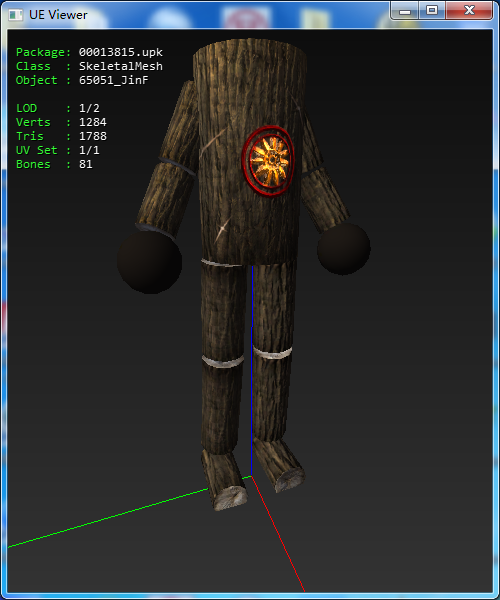 UE Viewer
Package: 00013815.upk
Class  : SkeletalMesh
Object : 65051_JinF
LOD    : 1/2
Verts  : 1284
Tris   : 1788
UV Set : 1/1
Bones  : 81